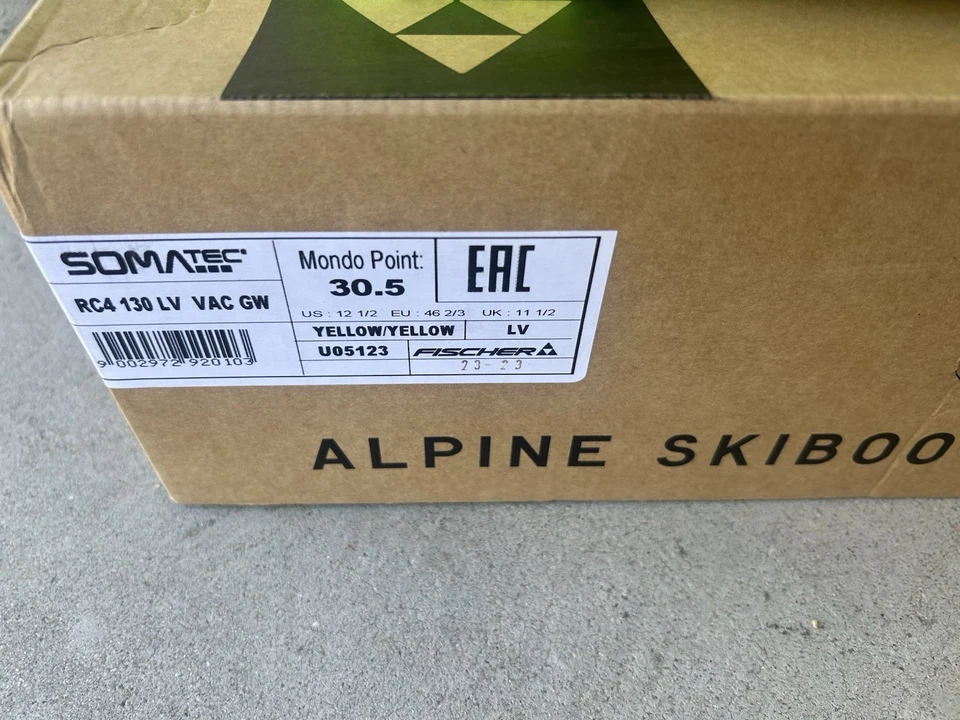 SOMATEC
RC4 130 LV VAC GW
9 002972 920103
Mondo Point:
30.5
EAC
US : 12 1/2 EU : 46 2/3 UK : 11 1/2
YELLOW/YELLOW LV
U05123 FISCHER
23-23
ALPINE SKIBOO